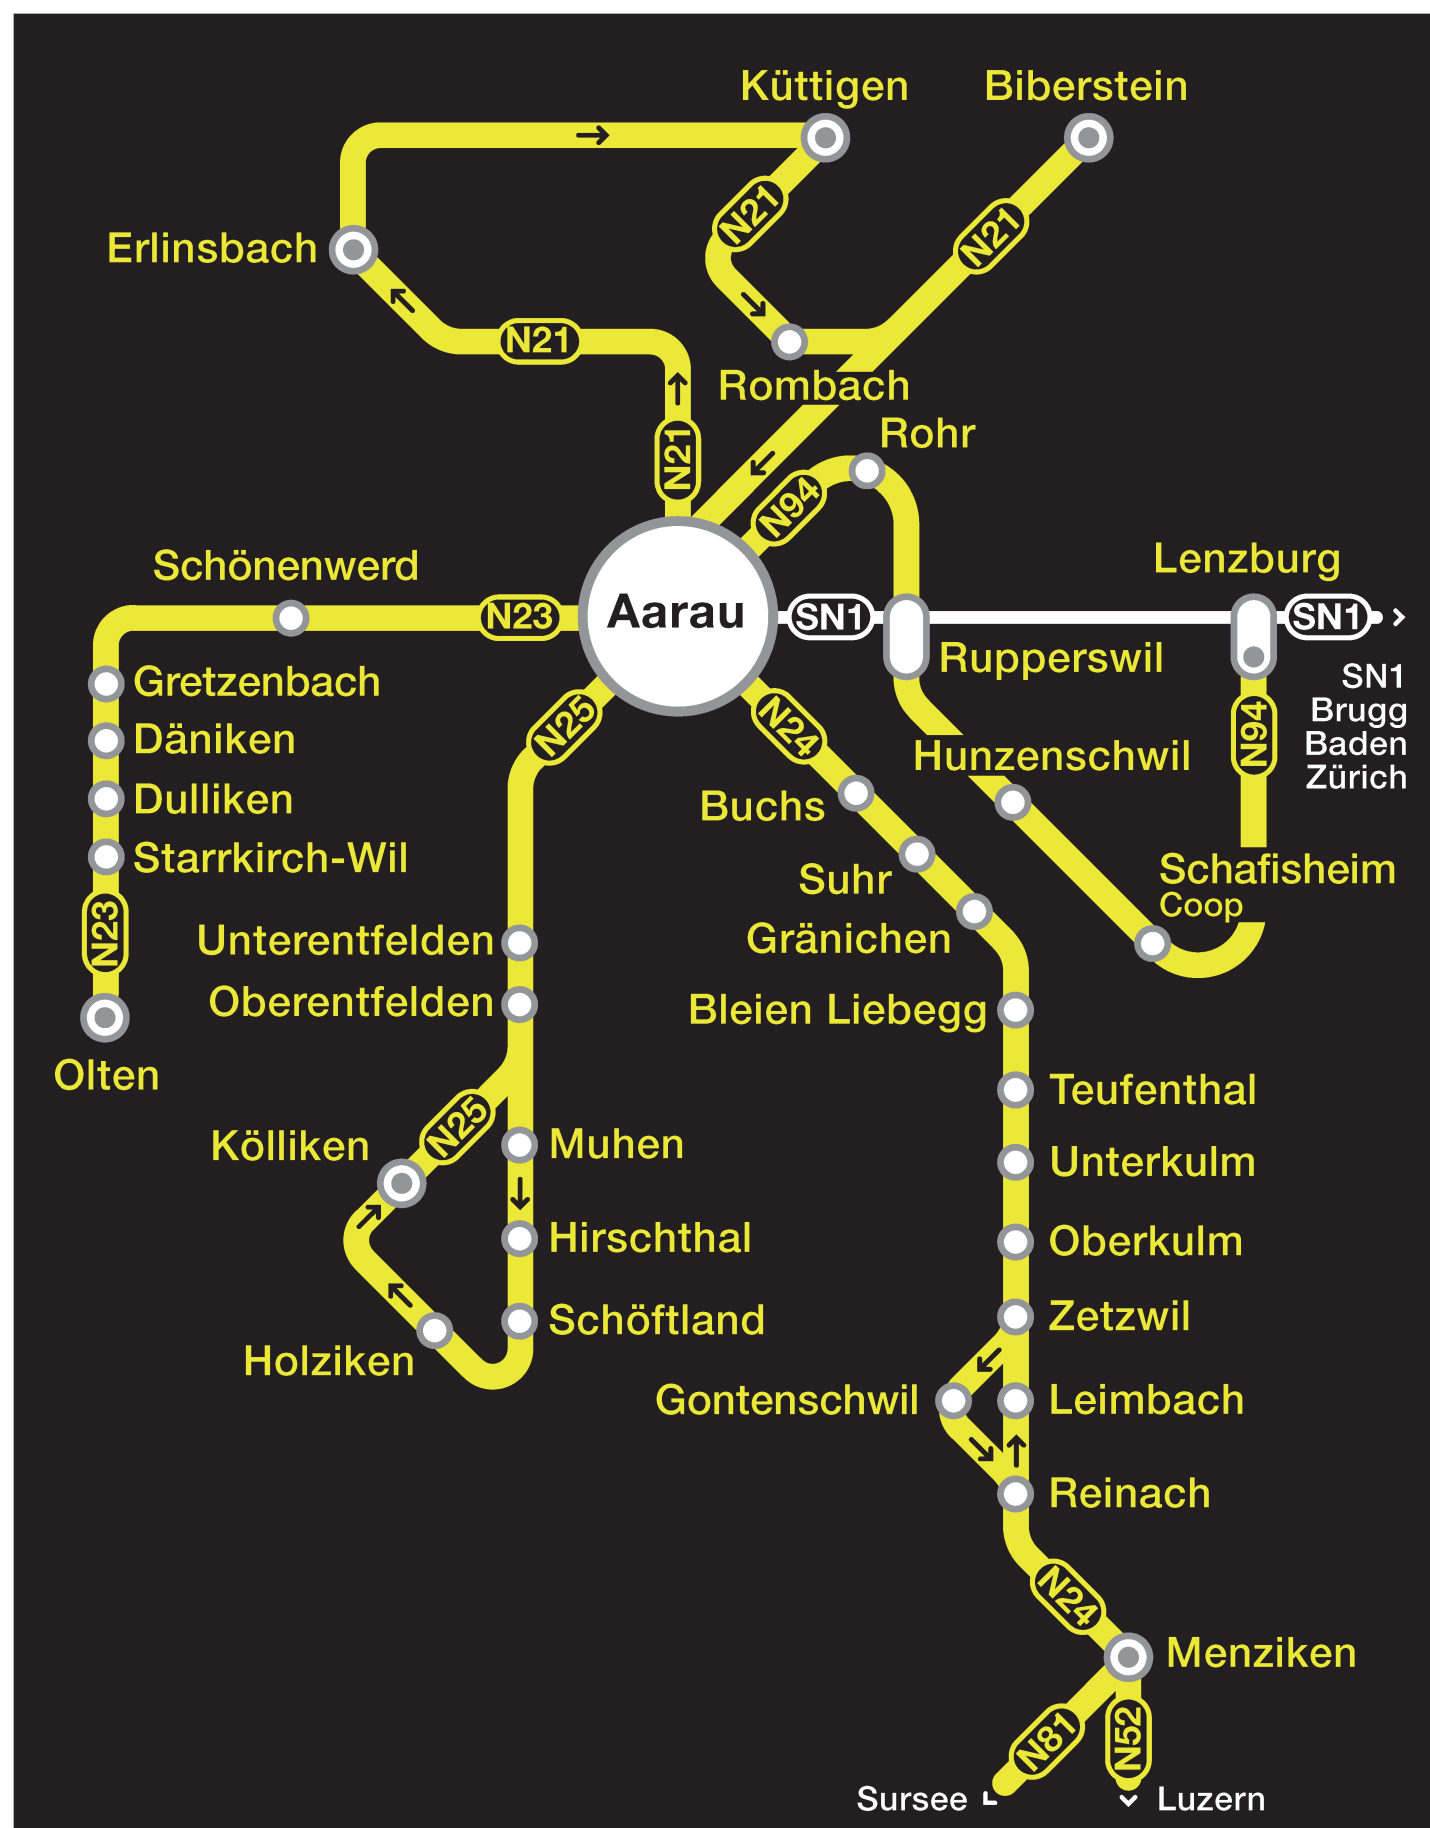 Küttigen
Biberstein
N21
N21
Erlinsbach
N21
Rombach
Rohr
N21
N94
Schönenwerd
Lenzburg
N23
Aarau
SN1
SN1
Rupperswil
Gretzenbach
SN1
Brugg
Baden
Zürich
N25
N24
N94
Däniken
Hunzenschwil
Dulliken
Buchs
Starrkirch-Wil
Suhr
Schafisheim
Coop
N23
Unterentfelden
Gränichen
Oberentfelden
Bleien Liebegg
Olten
Teufenthal
N25
Kölliken
Muhen
Unterkulm
Hirschthal
Oberkulm
Schöftland
Zetzwil
Holziken
Gontenschwil
Leimbach
Reinach
N24
Menziken
N81
N52
Sursee
Luzern